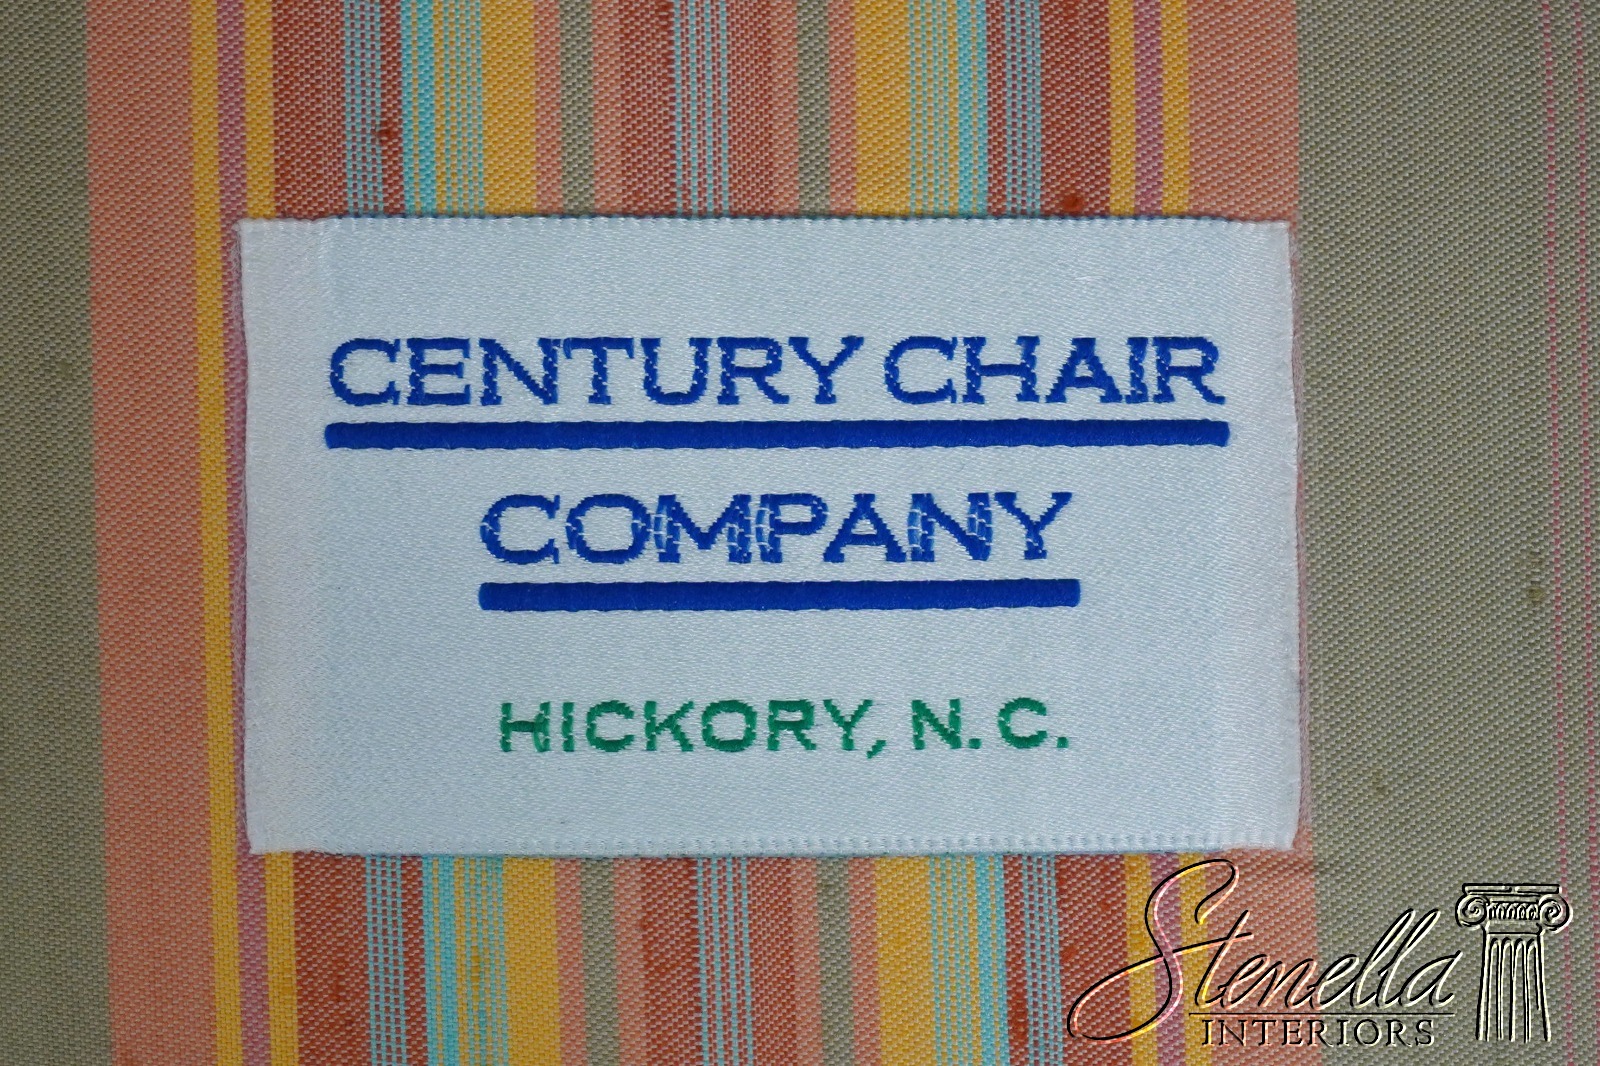 CENTURY CHAIR
COMPANY
HICKORY, N.C.
Stenella
INTERIORS